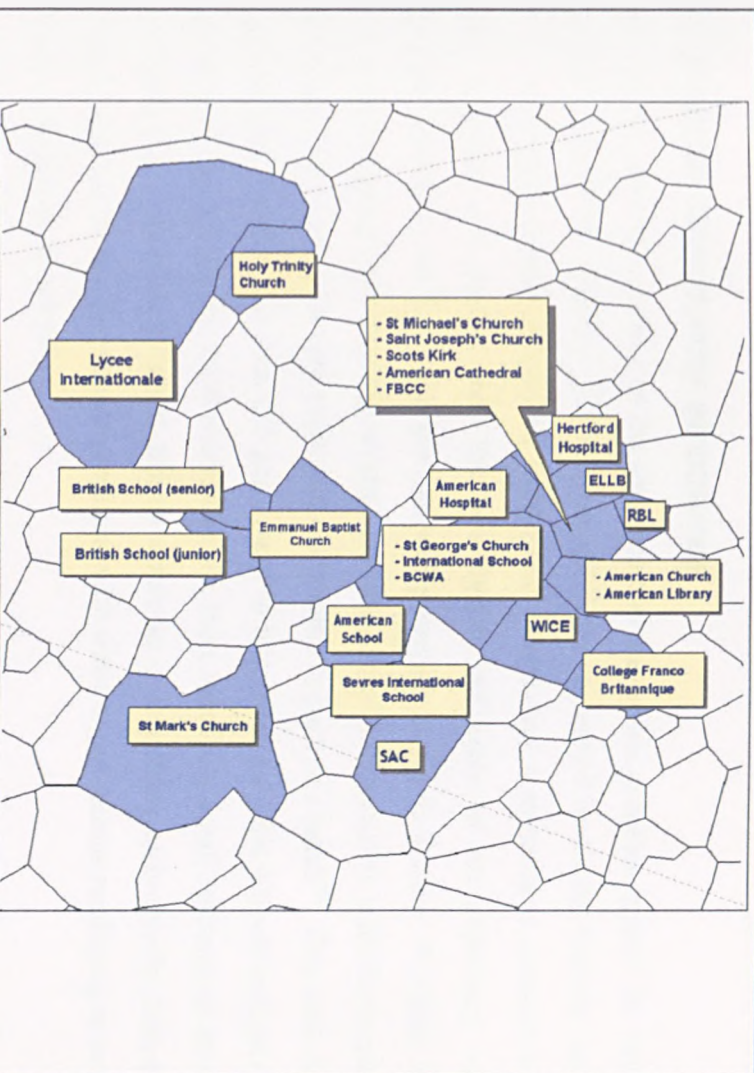 Holy Trinity
Church
- St Michael's Church
- Saint Joseph's Church
- Scots Kirk
- American Cathedral
- FBCC
Lycee
Internationale
Hertford
Hospital
British School (senior)
American
Hospital
ELLB
RBL
Emmanuel Baptist
Church
British School (junior)
- St George's Church
- International School
- BCWA
- American Church
- American Library
American
School
WICE
Sevres International
School
College Franco
Britannique
St Mark's Church
SAC